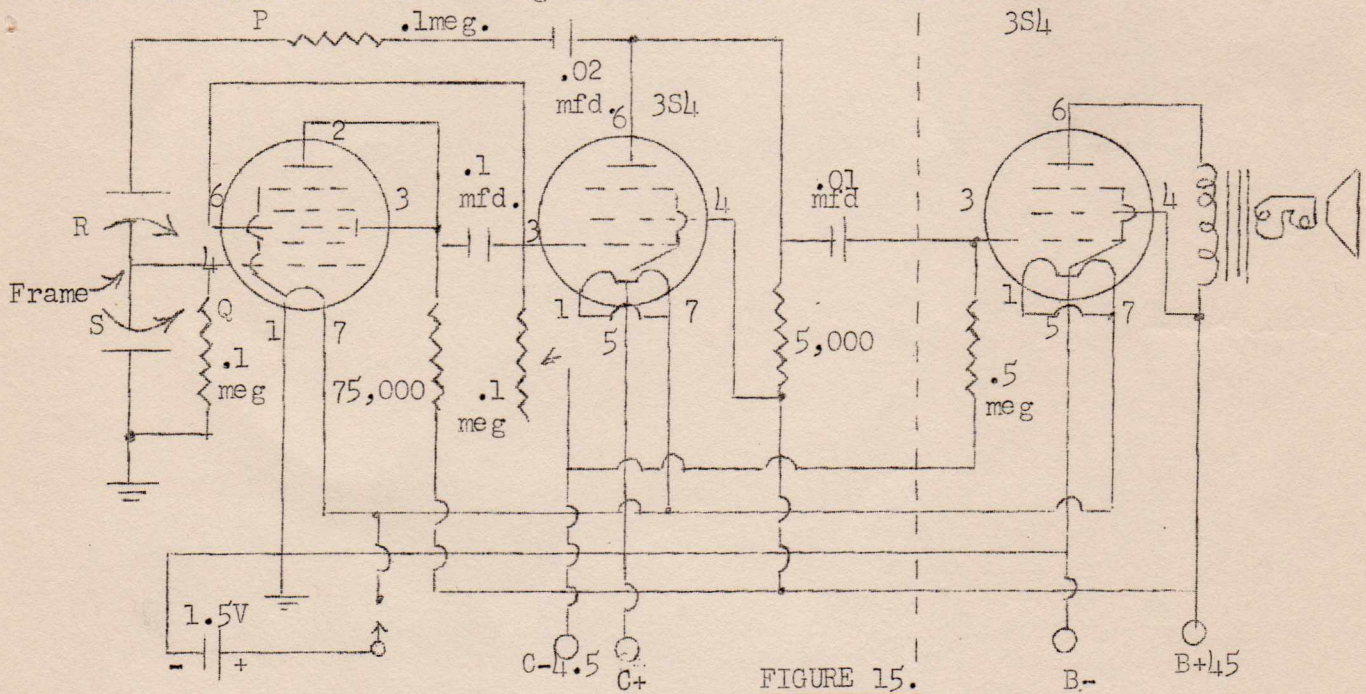 P
.1meg.
3S4
.02
mfd.
3S4
6
6
2
6
3
.1
mfd.
4
.01
mfd
3
4
R
3
4
Frame
S
Q
1
7
1
5
7
1
5
7
.1
meg
75,000
.1
meg
5,000
.5
meg
1.5V
- +
C-4.5
C+
FIGURE 15.
B-
B+45